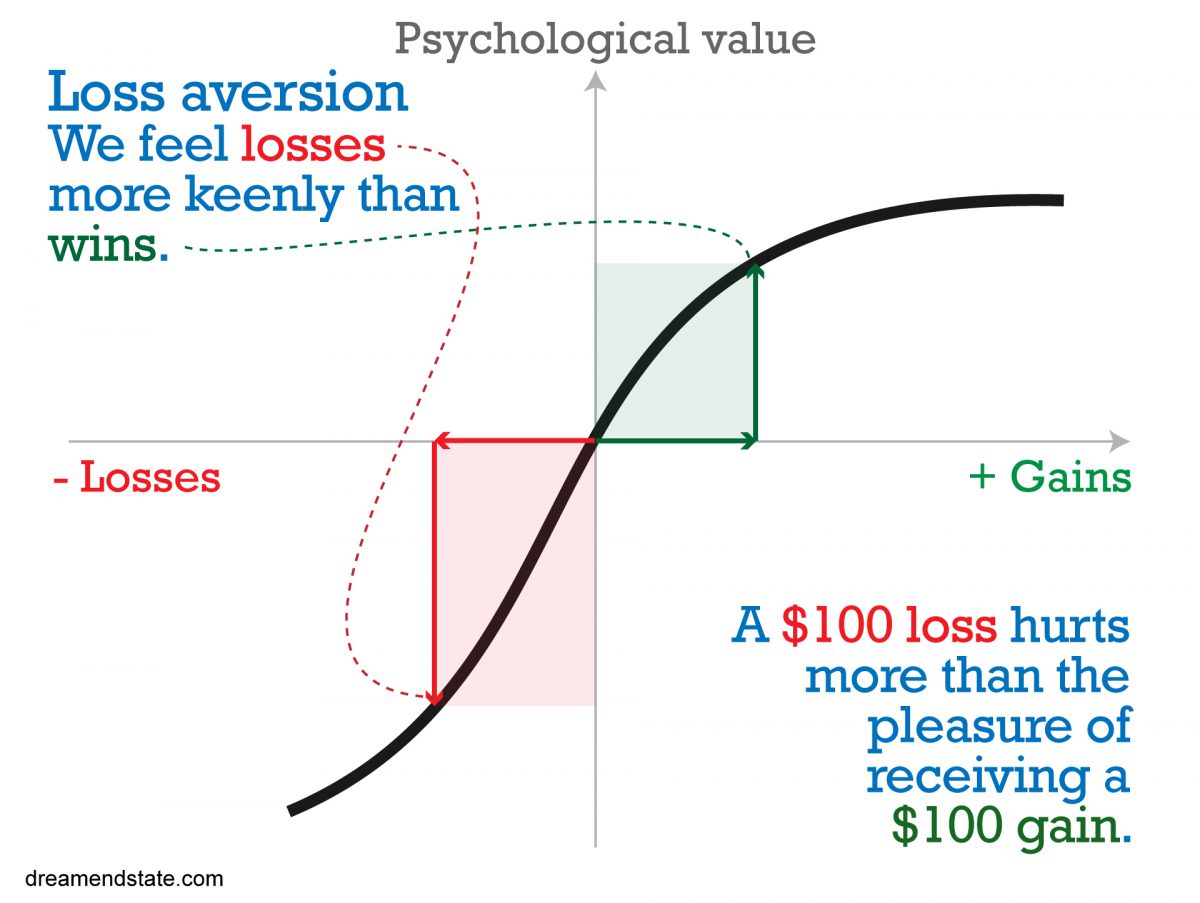 Psychological value
Loss aversion
We feel losses
more keenly than
wins.
- Losses
+ Gains
A $100 loss hurts
more than the
pleasure of
receiving a
$100 gain.
dreamendstate.com